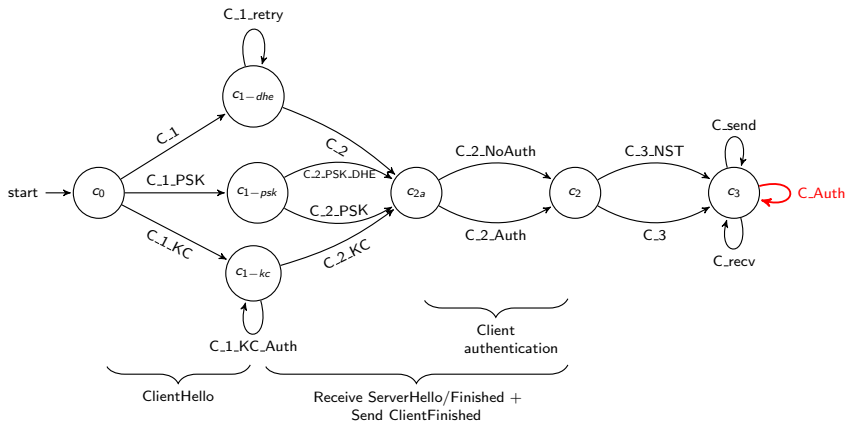 C_1_retry
c1−dhe
C_1
C_2
C_2_NoAuth
C_3_NST
C_send
start
c0
C_1_PSK
c1−psk
C_2_PSK_DHE
C_2_PSK
c2a
c2
c3
C_Auth
C_1_KC
C_2_KC
C_2_Auth
C_3
C_recv
c1−kc
C_1_KC_Auth
Client
authentication
ClientHello
Receive ServerHello/Finished +
Send ClientFinished